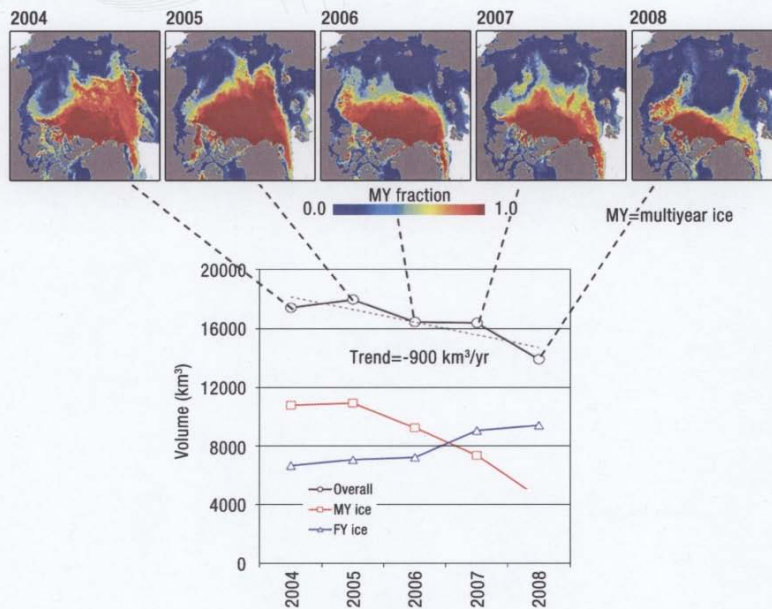 2004 2005 2006 2007 2008
MY fraction
0.0 1.0
MY=multiyear ice
20000
16000
Trend=-900 km³/yr
12000
8000
4000
0
Volume (km³)
Overall
MY ice
FY ice
2004 2005 2006 2007 2008